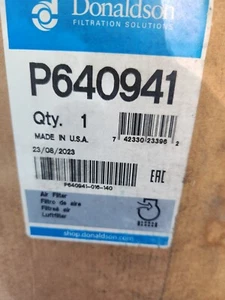 Donaldson
FILTRATION SOLUTIONS
P640941
Qty. 1
MADE IN U.S.A.
7 42330 23396 2
23/08/2023
P640941-016-140
EAC
Air Filter
Filtro de aire
Filtre à air
Luftfilter
shop.donaldson.com